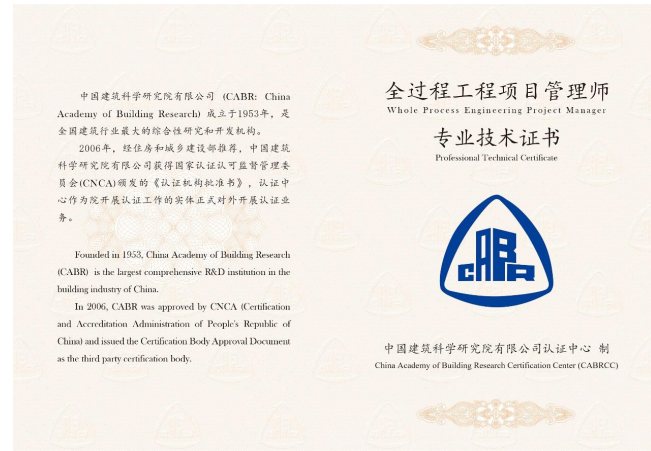 中国建筑科学研究院有限公司 (CABR: China
Academy of Building Research) 成立于1953年，是
全国建筑行业最大的综合性研究和开发机构。
2006年，经住房和城乡建设部推荐，中国建筑
科学研究院有限公司获得国家认证认可监督管理委
员会(CNCA)颁发的《认证机构批准书》，认证中
心作为院开展认证工作的实体正式对外开展认证业
务。
Founded in 1953, China Academy of Building Research
(CABR) is the largest comprehensive R&D institution in the
building industry of China.
In 2006, CABR was approved by CNCA (Certification
and Accreditation Administration of People's Republic of
China) and issued the Certification Body Approval Document
as the third party certification body.
全过程工程项目管理师
Whole Process Engineering Project Manager
专业技术证书
Professional Technical Certificate
CABR
中国建筑科学研究院有限公司认证中心 制
China Academy of Building Research Certification Center (CABRCC)